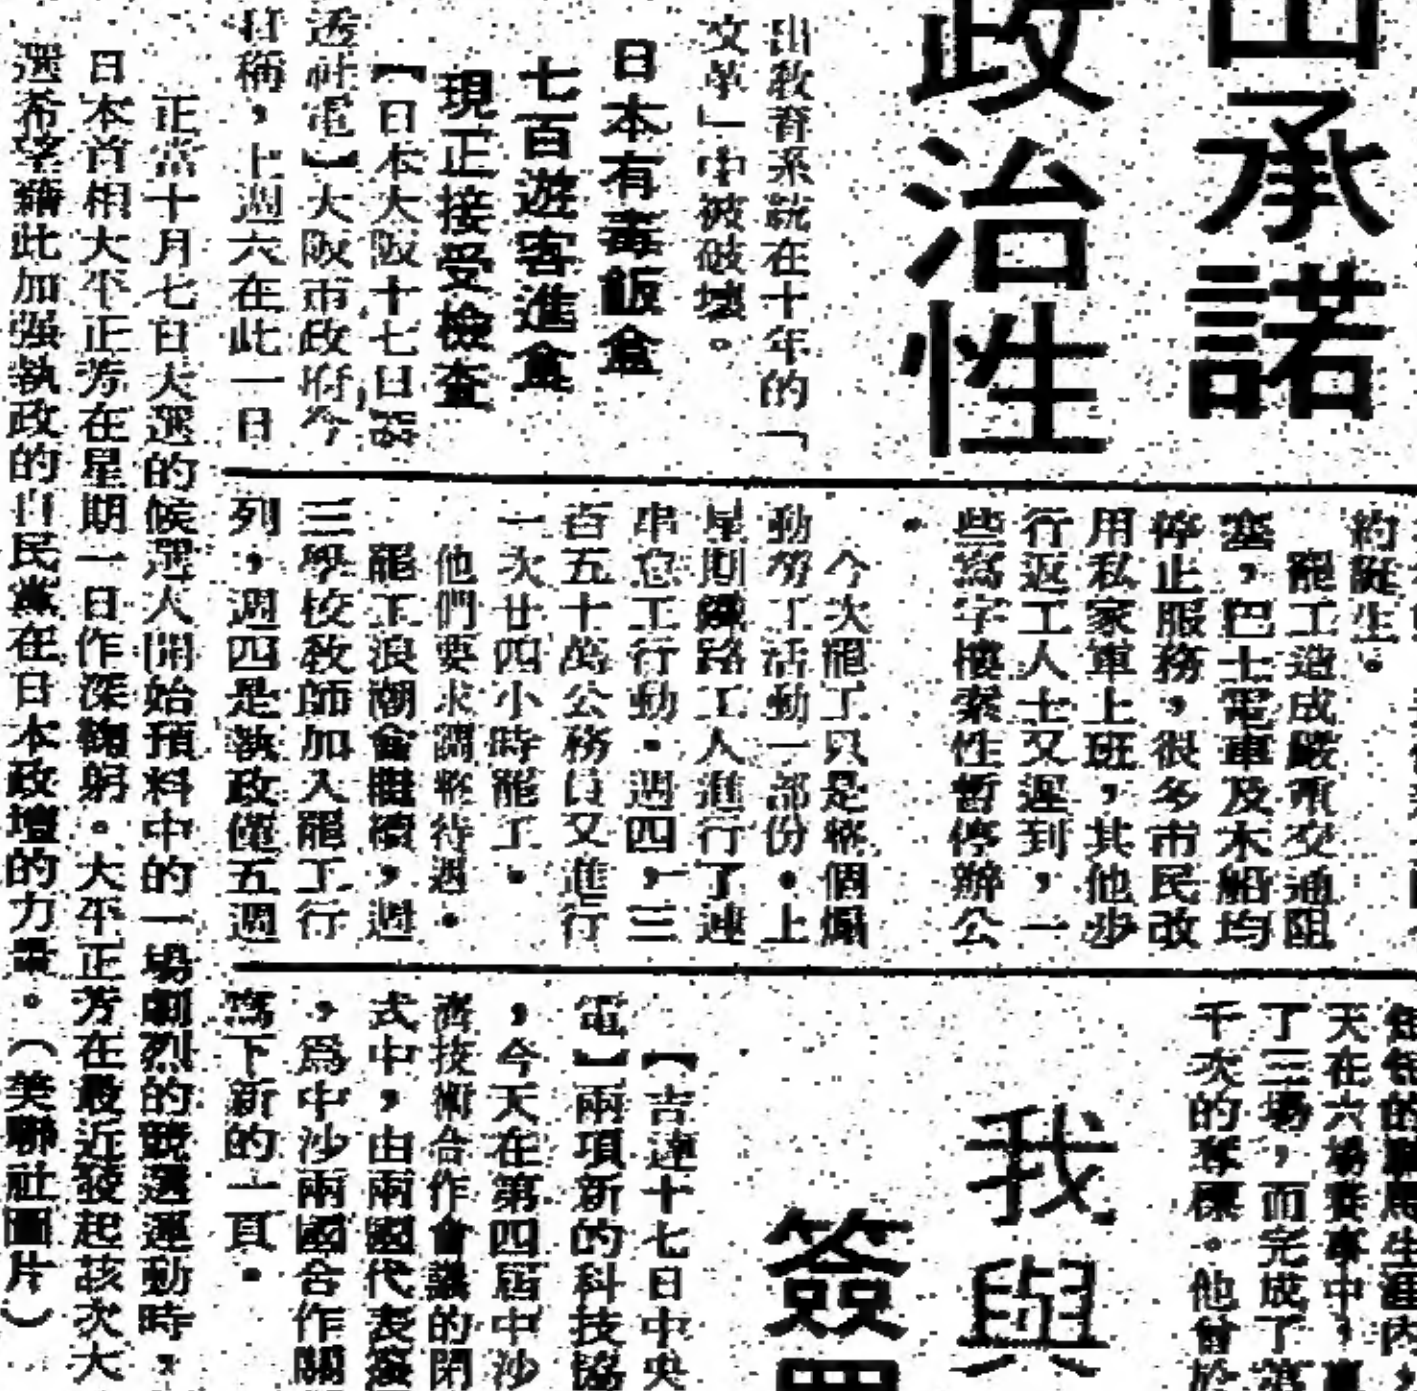 承諾
政治性
教育系統在十年的「
文革」中被破壞。
日本有毒飯盒
七百遊客進食
現正接受檢查
【日本大阪十七日路
透社電】大阪市政府今
日稱，上週六在此一日
約誕生。
罷工造成嚴重交通阻
塞，巴士電車及木船均
停止服務，很多市民改
用私家車上班，其他步
行返工人士又遲到，一
些寫字樓索性暫停辦公
。
今次罷工只是整個煽
動勞工活動一部份。上
星期鐵路工人進行了連
串怠工行動。週四，三
百五十萬公務員又進行
一次廿四小時罷工。
他們要求調整待遇。
罷工浪潮會繼續，週
三學校教師加入罷工行
列，週四是執政僅五週
天在六場賽事中，
了三場，而完成了
千次的奪標。他曾於
我與
簽
【吉達十七日中央
電】兩項新的科技協
，今天在第四屆中沙
濟技術合作會議的閉
式中，由兩國代表簽
，為中沙兩國合作關
寫下新的一頁。
正當十月七日大選的候選人開始預料中的一場劇烈的競選運動時，
日本首相大平正芳在星期一日作深鞠躬。大平正芳在最近發起該次大
選希望藉此加强執政的自民黨在日本政壇的力量。（美聯社圖片）